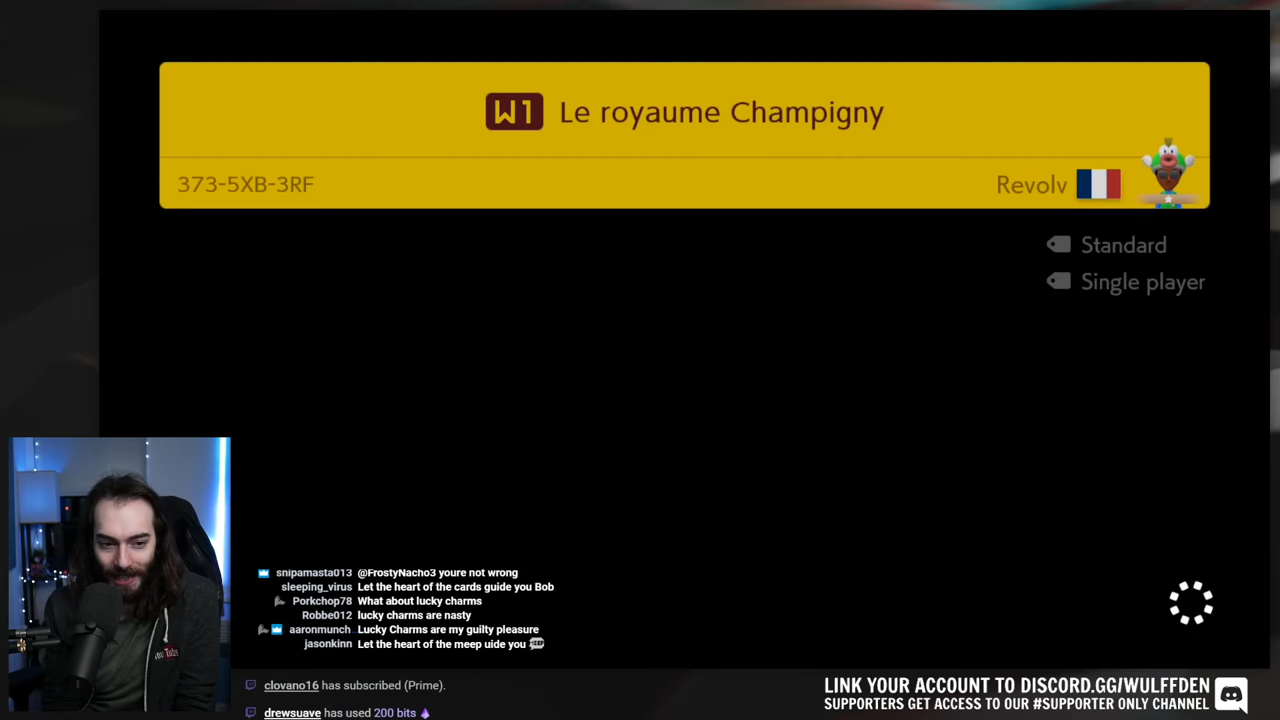 W1 Le royaume Champigny
373-5XB-3RF
Revolv
Standard
Single player
snipamasta013 @FrostyNacho3 youre not wrong
sleeping_virus Let the heart of the cards guide you Bob
Porkchop78 What about lucky charms
Robbe012 lucky charms are nasty
aaronmunch Lucky Charms are my guilty pleasure
jasonkinn Let the heart of the meep uide you
clovano16 has subscribed (Prime).
drewsuave has used 200 bits
LINK YOUR ACCOUNT TO DISCORD.GG/WULFFDEN
SUPPORTERS GET ACCESS TO OUR #SUPPORTER ONLY CHANNEL